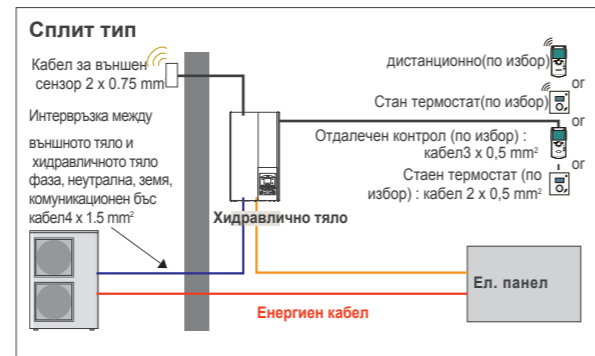 Сплит тип
Кабел за външен
сензор 2 x 0.75 mm
Интервръзка между
външното тяло и
хидравличното тяло
фаза, неутрална, земя,
комуникационен бъс
кабел4 x 1.5 mm²
дистанционно(по избор)
or
Стан термостат(по избор)
or
Отдалечен контрол (по избор) :
кабел3 x 0,5 mm²
or
Стаен термостат (по
избор) : кабел 2 x 0,5 mm²
Хидравлично тяло
Ел. панел
Енергиен кабел